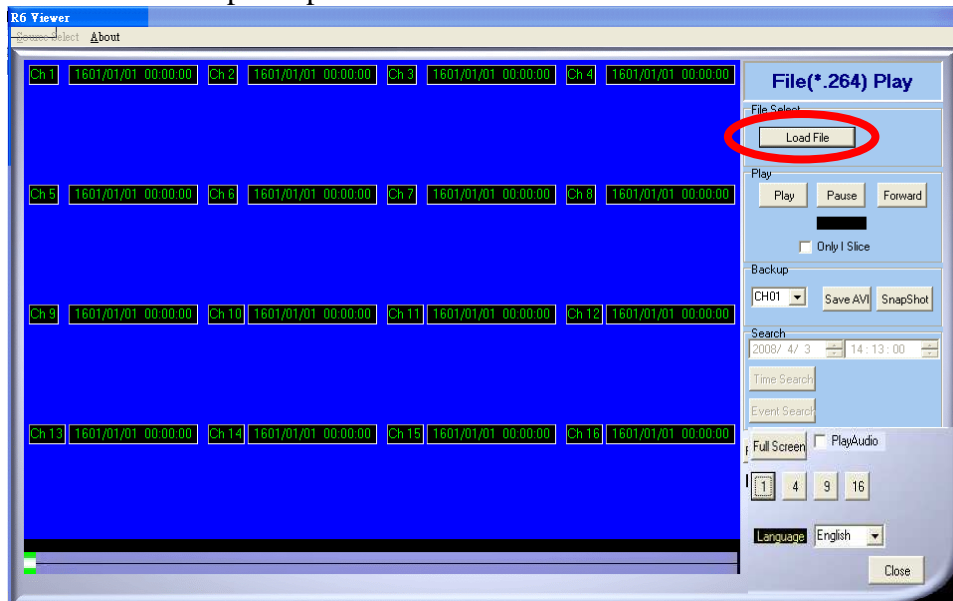 R6 Viewer
Source Select About
Ch 1 1601/01/01 00:00:00 Ch 2 1601/01/01 00:00:00 Ch 3 1601/01/01 00:00:00 Ch 4 1601/01/01 00:00:00
File(*.264) Play
File Select
Load File
Play
Ch 5 1601/01/01 00:00:00 Ch 6 1601/01/01 00:00:00 Ch 7 1601/01/01 00:00:00 Ch 8 1601/01/01 00:00:00
Play Pause Forward
Only I Slice
Backup
CH01 Save AVI SnapShot
Ch 9 1601/01/01 00:00:00 Ch 10 1601/01/01 00:00:00 Ch 11 1601/01/01 00:00:00 Ch 12 1601/01/01 00:00:00
Search
2008/ 4/ 3 14:13:00
Time Search
Event Search
Ch 13 1601/01/01 00:00:00 Ch 14 1601/01/01 00:00:00 Ch 15 1601/01/01 00:00:00 Ch 16 1601/01/01 00:00:00
Full Screen PlayAudio
1 4 9 16
Language English
Close